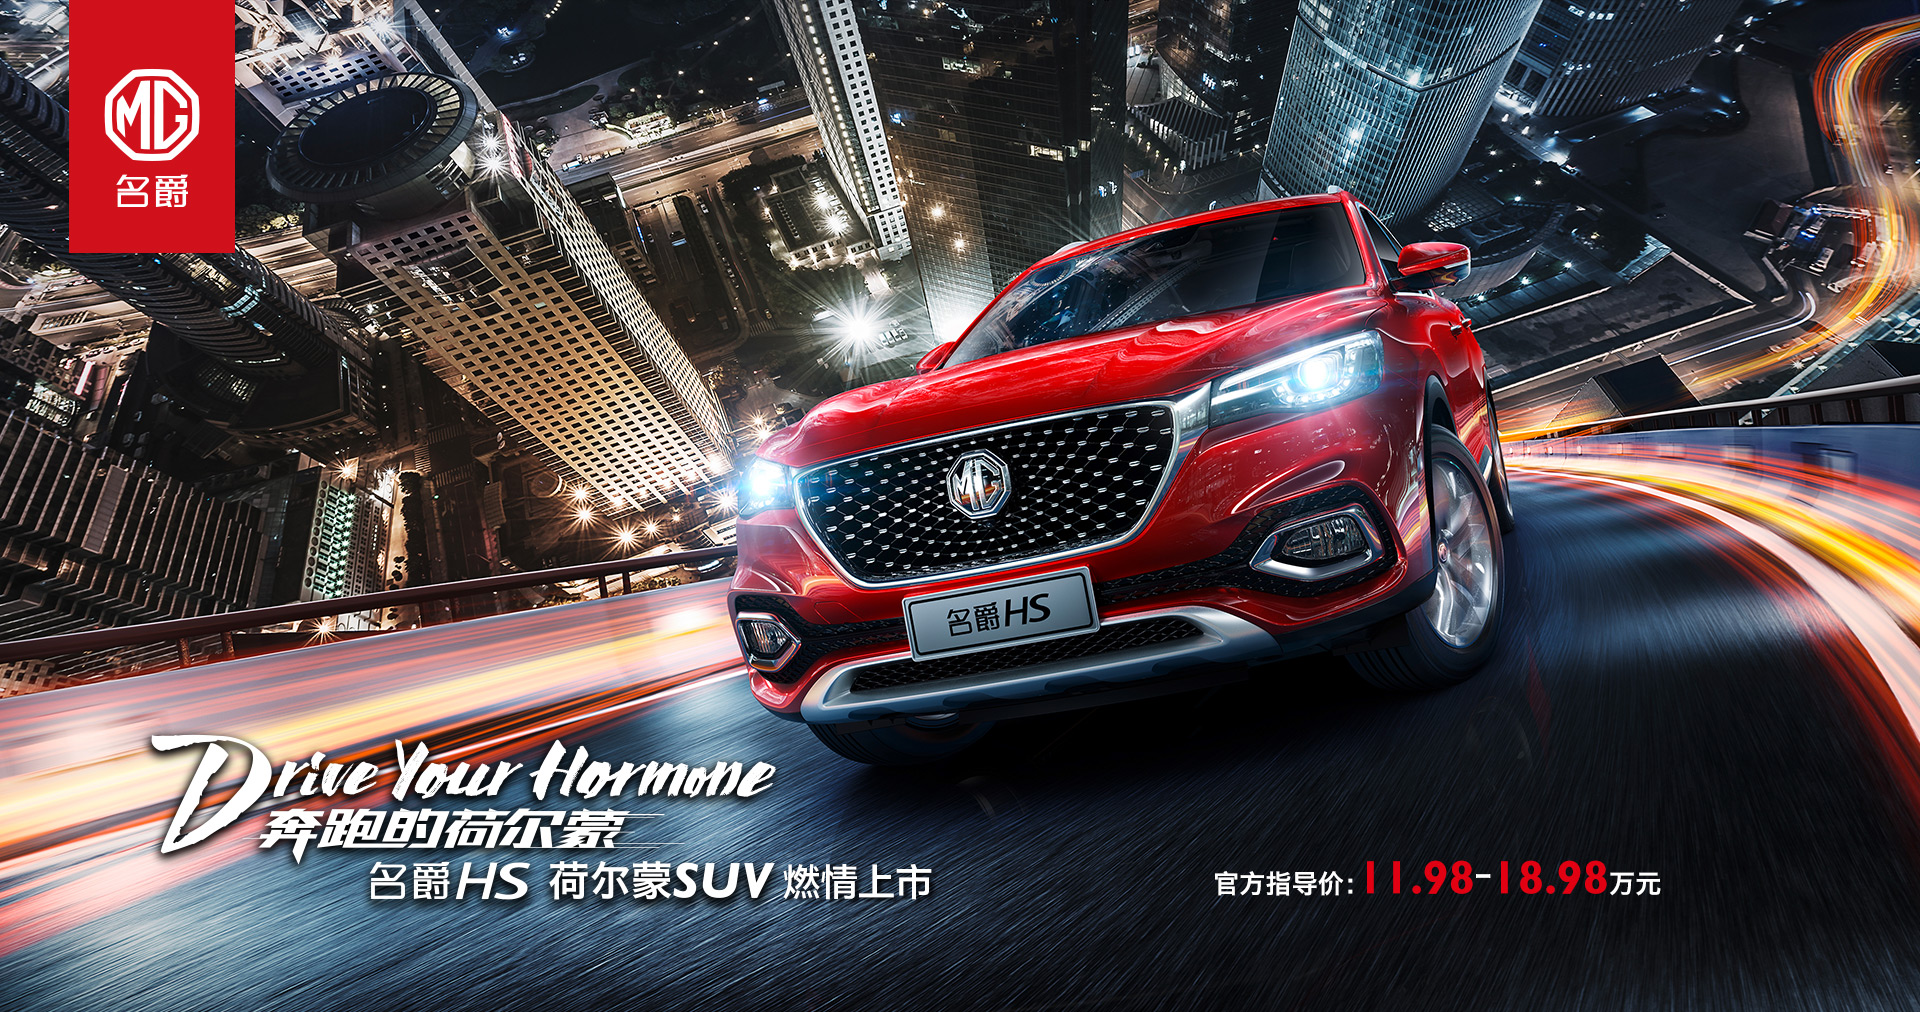 MG
名爵
MG
名爵HS
Drive Your Hormone
奔跑的荷尔蒙
名爵HS 荷尔蒙SUV 燃情上市
官方指导价:11.98-18.98万元